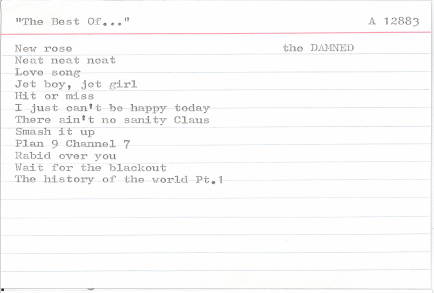 "The Best Of..." A 12883
New rose the DAMNED
Neat neat neat
Love song
Jet boy, jet girl
Hit or miss
I just can't be happy today
There ain't no sanity Claus
Smash it up
Plan 9 Channel 7
Rabid over you
Wait for the blackout
The history of the world Pt.1